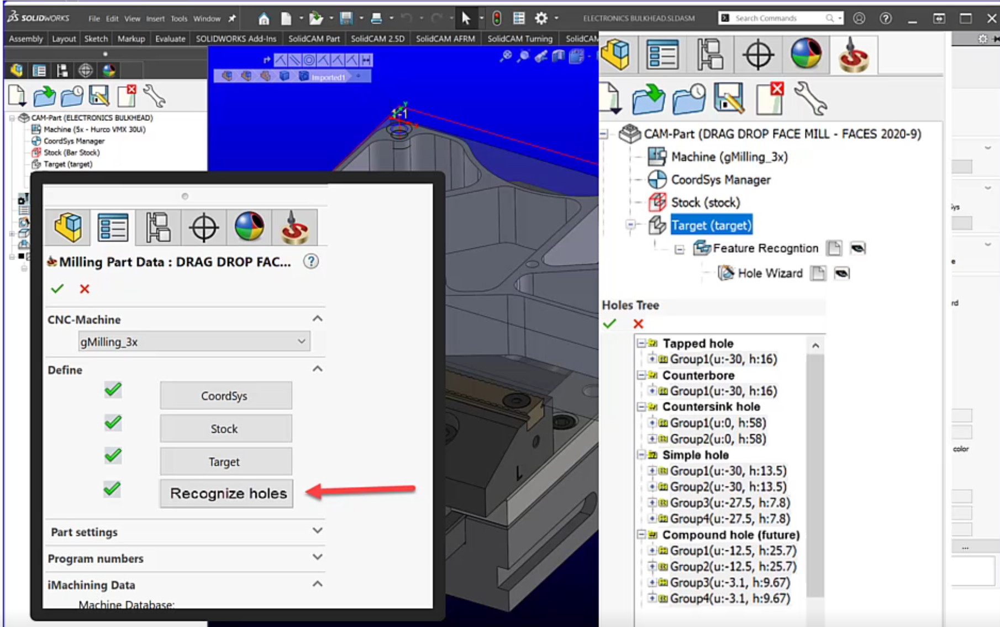 SOLIDWORKS File Edit View Insert Tools Window ELECTRONICS BULKHEAD.SLDASM Search Commands
Assembly Layout Sketch Markup Evaluate SOLIDWORKS Add-Ins SolidCAM Part SolidCAM 2.5D SolidCAM AFRM SolidCAM Turning SolidCAM
Imported1
CAM-Part (ELECTRONICS BULKHEAD)
Machine (5x - Hurco VMX 30Ui)
CoordSys Manager
Stock (Bar Stock)
Target (target)
Milling Part Data : DRAG DROP FAC...
CNC-Machine
gMilling_3x
Define
CoordSys
Stock
Target
Recognize holes
Part settings
Program numbers
iMachining Data
Machine Database:
Y
1-1
L
CAM-Part (DRAG DROP FACE MILL - FACES 2020-9)
Machine (gMilling_3x)
CoordSys Manager
Stock (stock)
Target (target)
Feature Recogntion
Hole Wizard
Holes Tree
Tapped hole
Group1(u:-30, h:16)
Counterbore
Group1(u:-30, h:16)
Countersink hole
Group1(u:0, h:58)
Group2(u:0, h:58)
Simple hole
Group1(u:-30, h:13.5)
Group2(u:-30, h:13.5)
Group3(u:-27.5, h:7.8)
Group4(u:-27.5, h:7.8)
Compound hole (future)
Group1(u:-12.5, h:25.7)
Group2(u:-12.5, h:25.7)
Group3(u:-3.1, h:9.67)
Group4(u:-3.1, h:9.67)
ys
e
rd
color
...